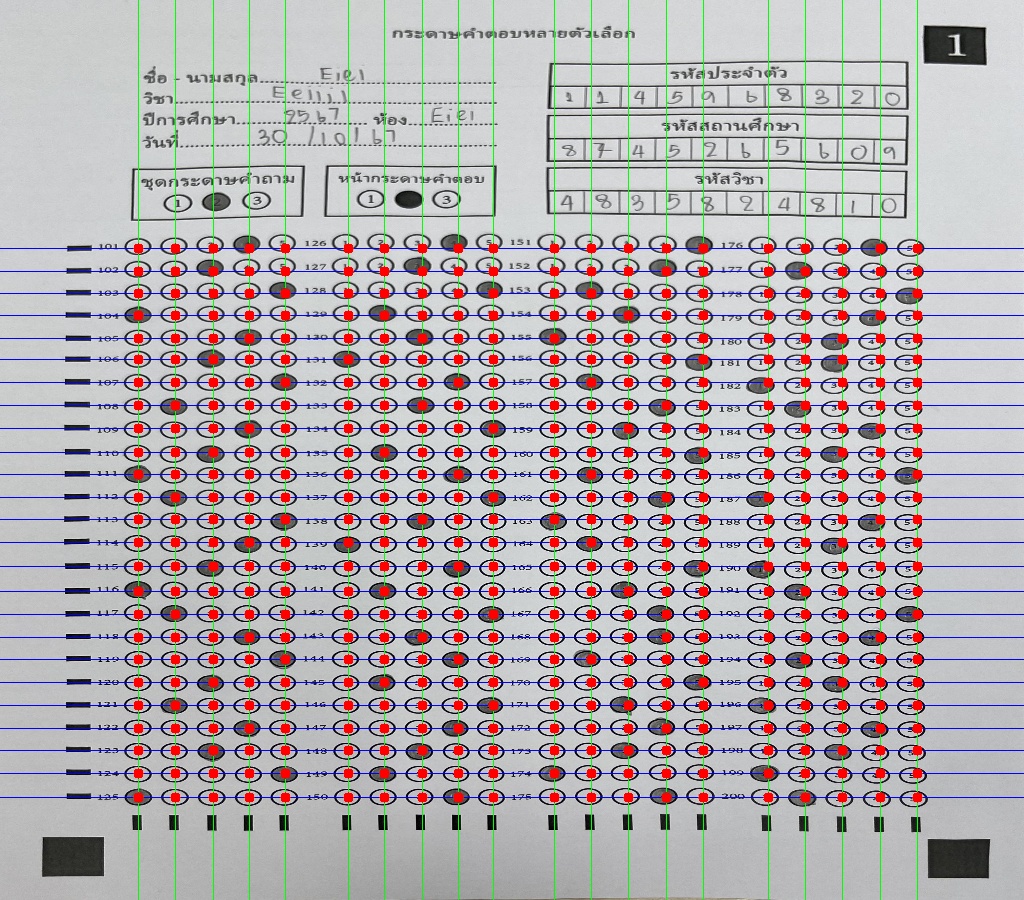 กระดาษคำตอบหลายตัวเลือก
1
ชื่อ - นามสกุล Eiei
วิชา Eeiiii
ปีการศึกษา 2567 ห้อง Eiei
วันที่ 30 /10/ 67
รหัสประจำตัว
1 1 4 5 9 6 8 3 2 0
รหัสสถานศึกษา
8 7 4 5 2 6 5 6 0 9
รหัสวิชา
4 8 3 5 8 2 4 8 1 0
ชุดกระดาษคำถาม
1 2 3
หน้ากระดาษคำตอบ
1 3
101 126 151 176
102 127 152 177
103 128 153 178
104 129 154 179
105 130 155 180
106 131 156 181
107 132 157 182
108 133 158 183
109 134 159 184
110 135 160 185
111 136 161 186
112 137 162 187
113 138 163 188
114 139 164 189
115 140 165 190
116 141 166 191
117 142 167 192
118 143 168 193
119 144 169 194
120 145 170 195
121 146 171 196
122 147 172 197
123 148 173 198
124 149 174 199
125 150 175 200